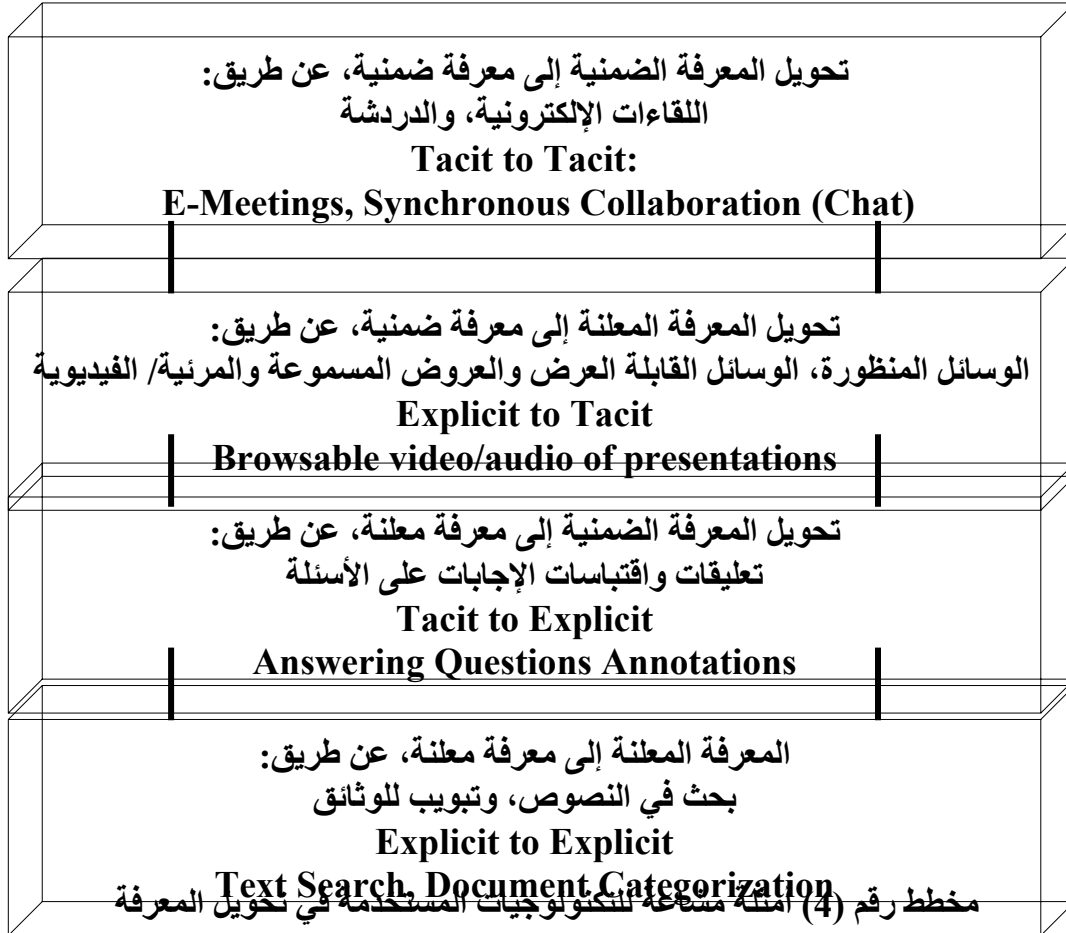 تحويل المعرفة الضمنية إلى معرفة ضمنية، عن طريق:
اللقاءات الإلكترونية، والدردشة
Tacit to Tacit:
E-Meetings, Synchronous Collaboration (Chat)
تحويل المعرفة المعلنة إلى معرفة ضمنية، عن طريق:
الوسائل المنظورة، الوسائل القابلة العرض والعروض المسموعة والمرئية/ الفيديوية
Explicit to Tacit
Browsable video/audio of presentations
تحويل المعرفة الضمنية إلى معرفة معلنة، عن طريق:
تعليقات واقتباسات الإجابات على الأسئلة
Tacit to Explicit
Answering Questions Annotations
المعرفة المعلنة إلى معرفة معلنة، عن طريق:
بحث في النصوص، وتبويب للوثائق
Explicit to Explicit
Text Search, Document Categorization
مخطط رقم (4) أمثلة مشاعة للتكنولوجيات المستخدمة في تحويل المعرفة